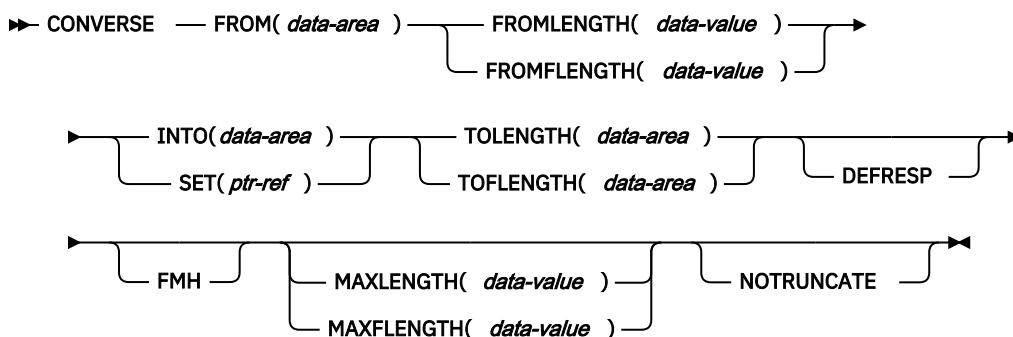 CONVERSE FROM( data-area ) FROMLENGTH( data-value )
FROMFLENGTH( data-value )
INTO( data-area ) TOLENGTH( data-area )
SET( ptr-ref ) TOFLENGTH( data-area ) DEFRESP
FMH MAXLENGTH( data-value ) NOTRUNCATE
MAXFLENGTH( data-value )